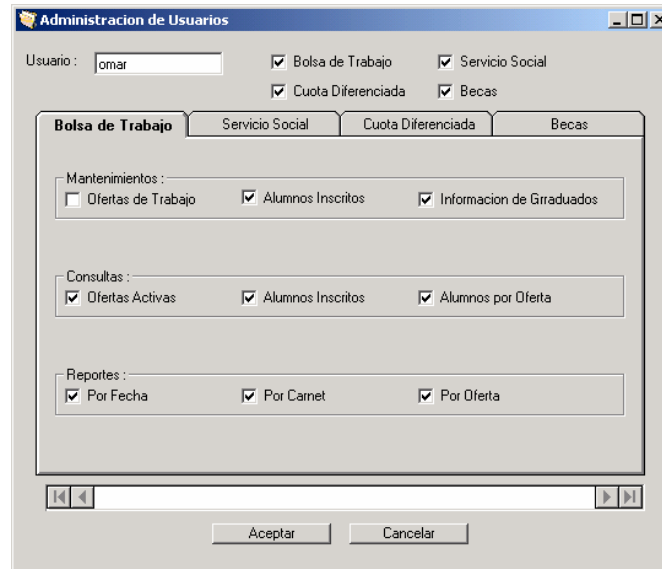 Administracion de Usuarios
Usuario : omar Bolsa de Trabajo Servicio Social
Cuota Diferenciada Becas
Bolsa de Trabajo Servicio Social Cuota Diferenciada Becas
Mantenimientos :
Ofertas de Trabajo Alumnos Inscritos Informacion de Grraduados
Consultas :
Ofertas Activas Alumnos Inscritos Alumnos por Oferta
Reportes :
Por Fecha Por Carnet Por Oferta
Aceptar Cancelar